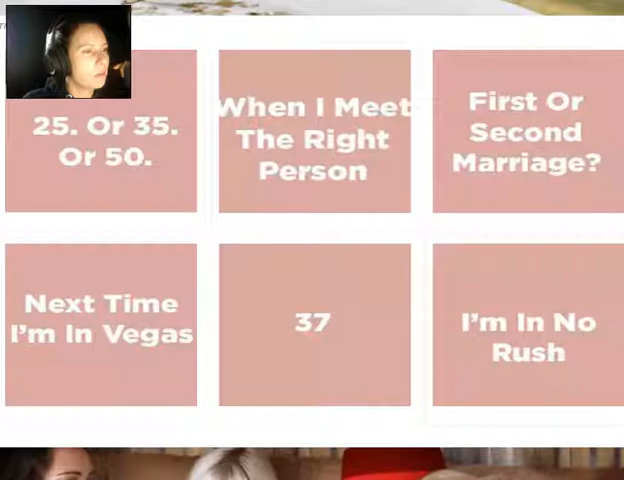 25. Or 35.
Or 50.
When I Meet
The Right
Person
First Or
Second
Marriage?
Next Time
I'm In Vegas
37
I'm In No
Rush